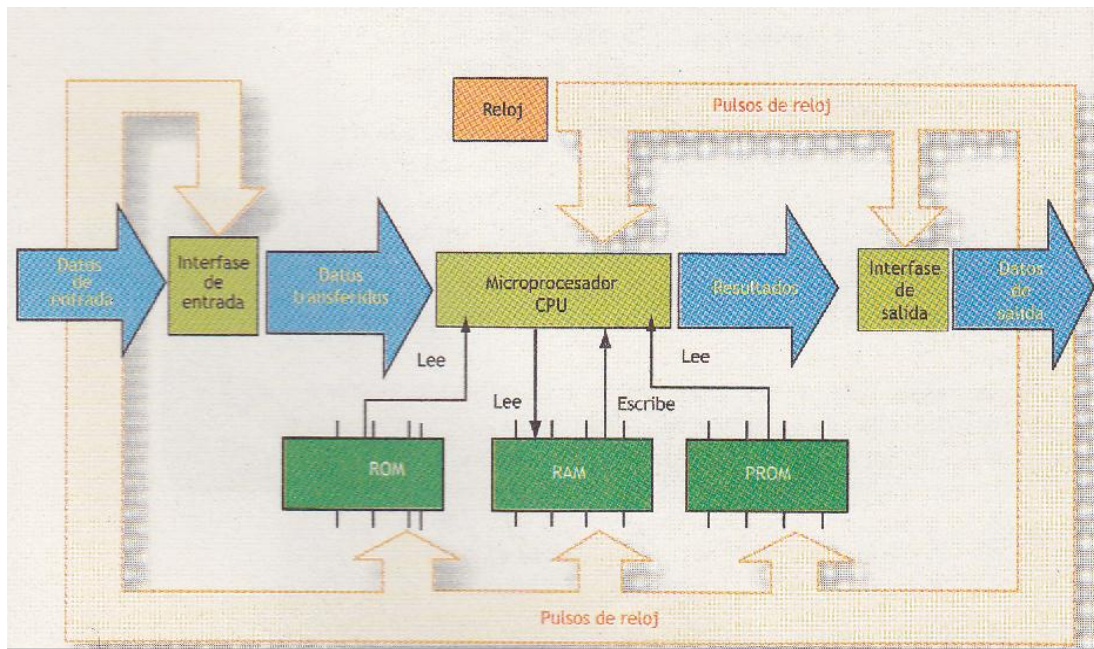 Reloj
Pulsos de reloj
Datos
de
entrada
Interfase
de
entrada
Datos
transferidos
Microprocesador
CPU
Resultados
Interfase
de
salida
Datos
de
salida
Lee
Lee
Escribe
Lee
ROM
RAM
PROM
Pulsos de reloj